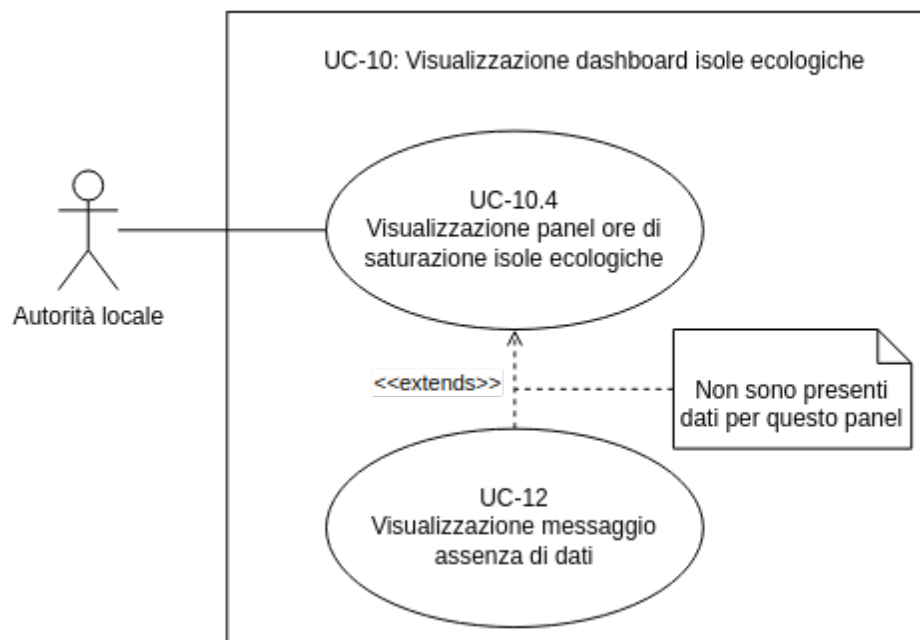 UC-10: Visualizzazione dashboard isole ecologiche
UC-10.4
Visualizzazione panel ore di
saturazione isole ecologiche
Autorità locale
<<extends>>
Non sono presenti
dati per questo panel
UC-12
Visualizzazione messaggio
assenza di dati